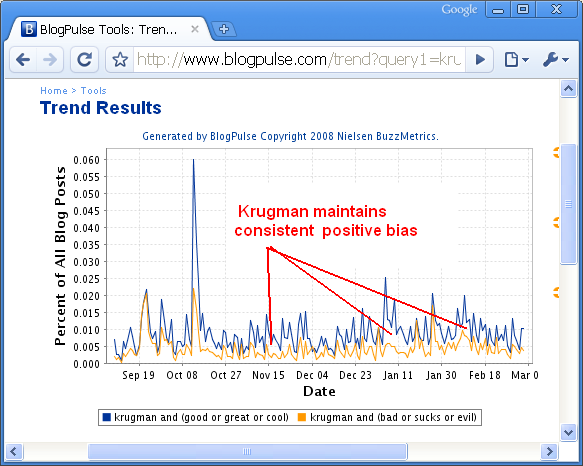 Google
BlogPulse Tools: Tren...
http://www.blogpulse.com/trend?query1=kru
Home > Tools
Trend Results
Generated by BlogPulse Copyright 2008 Nielsen BuzzMetrics.
Percent of All Blog Posts
0.060
0.055
0.050
0.045
0.040
0.035
0.030
0.025
0.020
0.015
0.010
0.005
0.000
Krugman maintains
consistent positive bias
Sep 19 Oct 08 Oct 27 Nov 15 Dec 04 Dec 23 Jan 11 Jan 30 Feb 18 Mar 0
Date
krugman and (good or great or cool) krugman and (bad or sucks or evil)